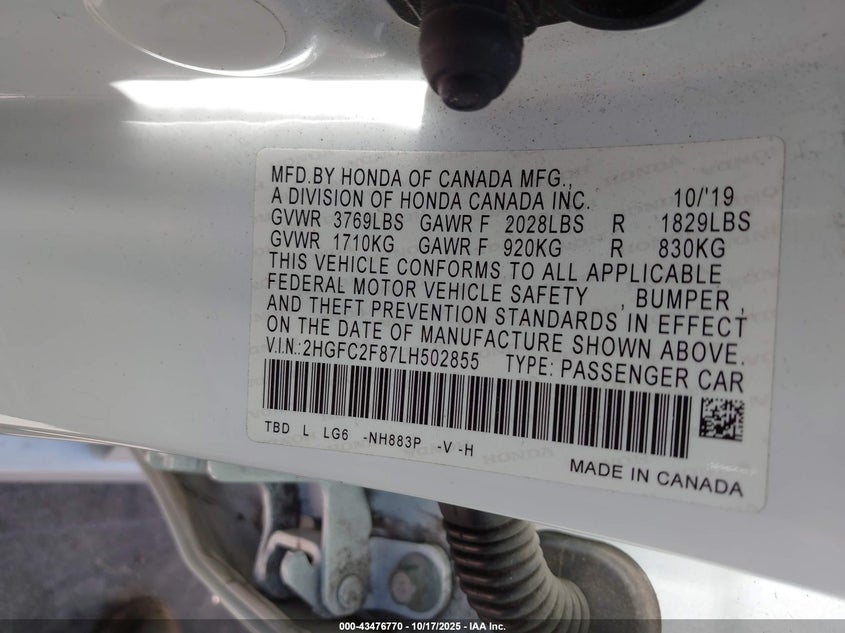 MFD.BY HONDA OF CANADA MFG.,
A DIVISION OF HONDA CANADA INC. 10/'19
GVWR 3769LBS GAWR F 2028LBS R 1829LBS
GVWR 1710KG GAWR F 920KG R 830KG
THIS VEHICLE CONFORMS TO ALL APPLICABLE
FEDERAL MOTOR VEHICLE SAFETY , BUMPER ,
AND THEFT PREVENTION STANDARDS IN EFFECT
ON THE DATE OF MANUFACTURE SHOWN ABOVE.
V.I.N.:2HGFC2F87LH502855 TYPE: PASSENGER CAR
TBD L LG6 -NH883P -V -H
HONDA
MADE IN CANADA
000-43476770 - 10/17/2025 - IAA Inc.